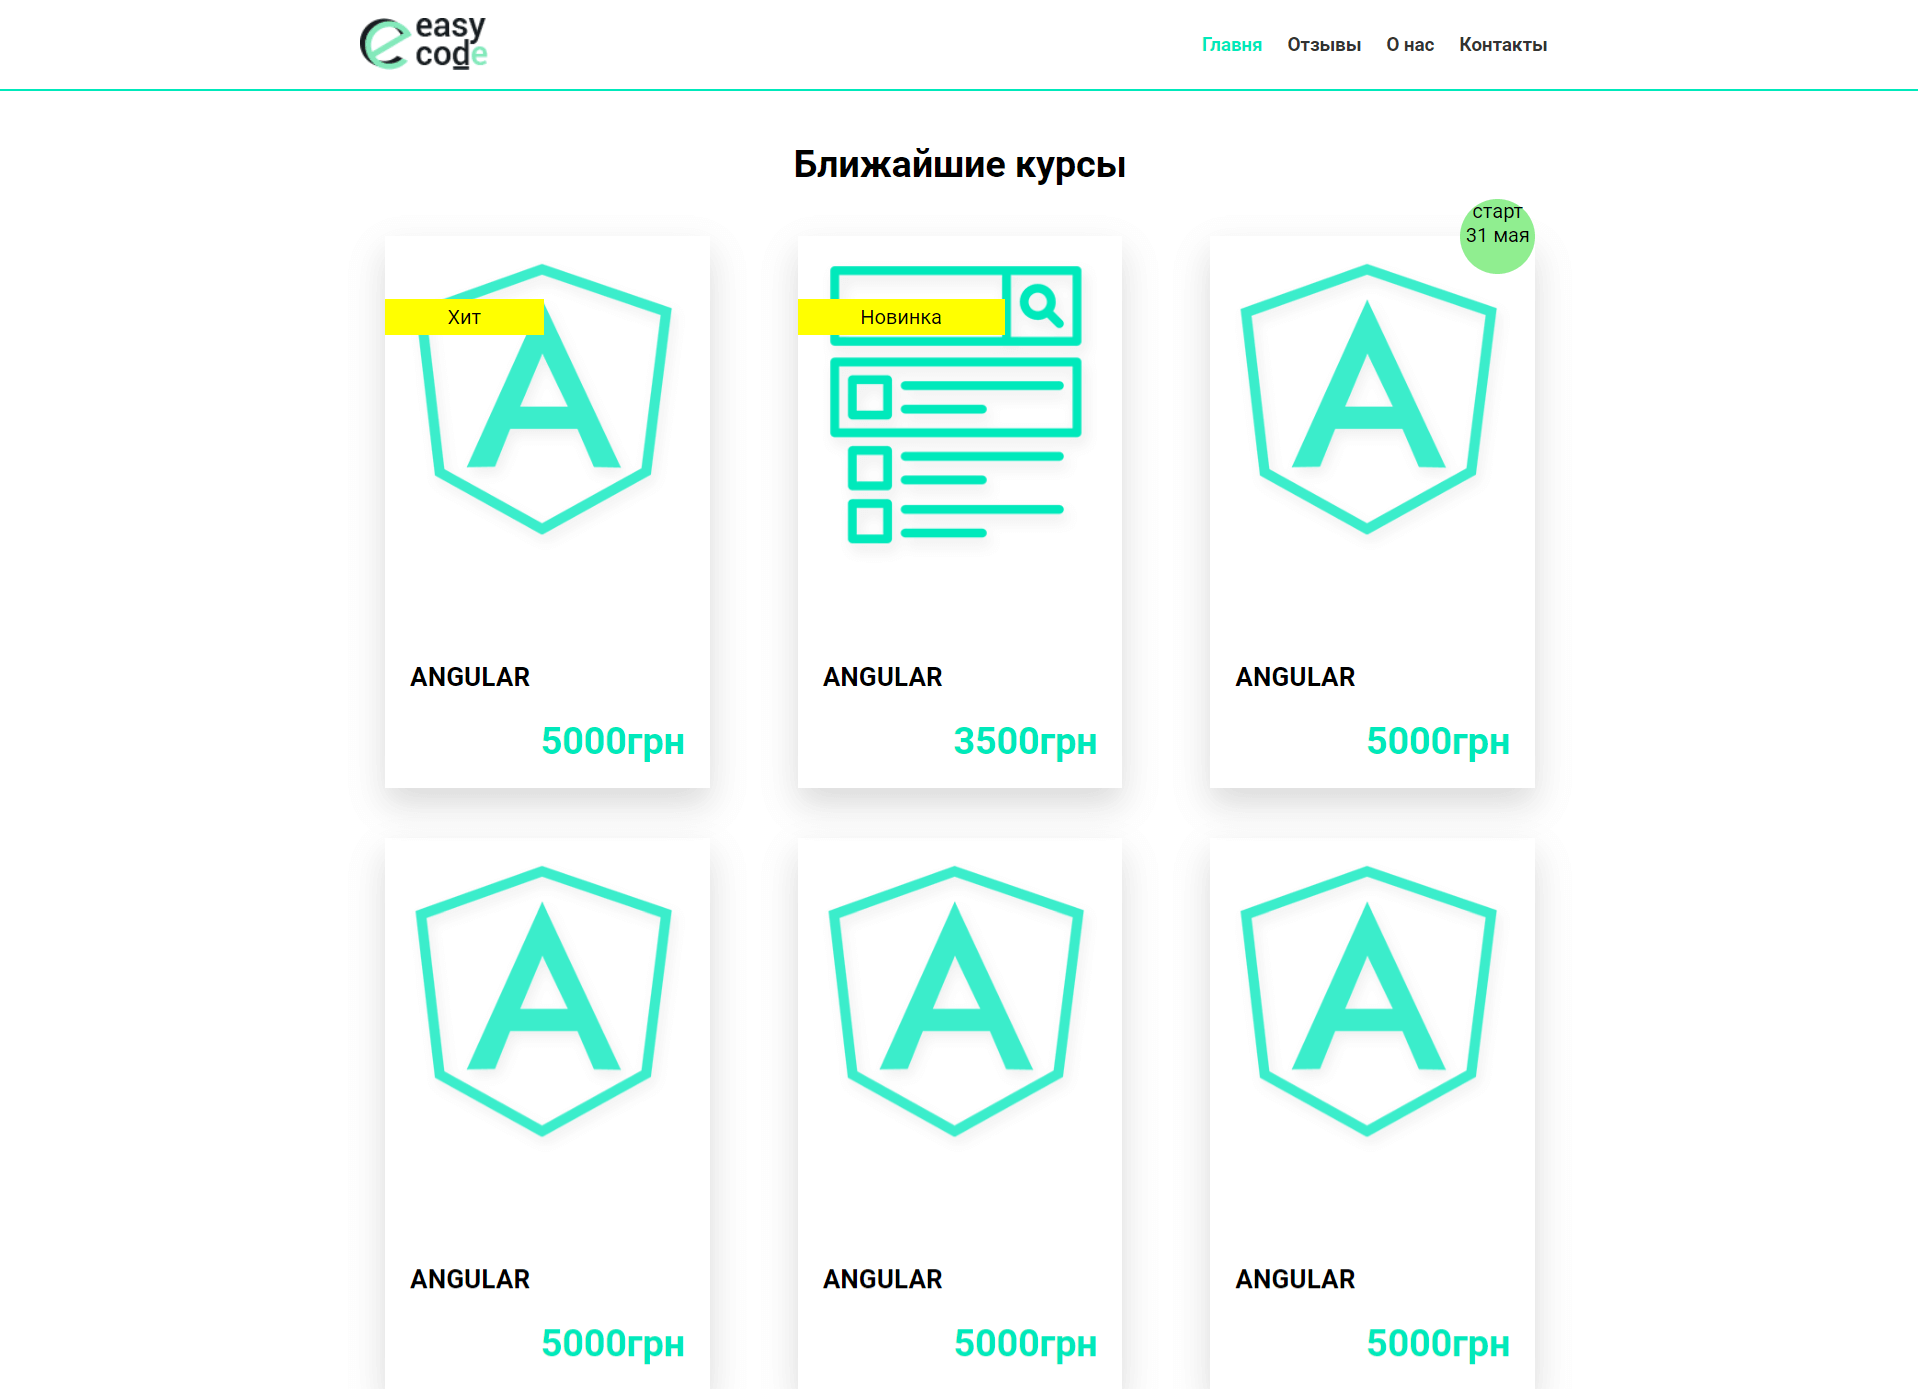 easy
code
Главня Отзывы О нас Контакты
Ближайшие курсы
старт
31 мая
Хит
Новинка
ANGULAR
5000грн
ANGULAR
3500грн
ANGULAR
5000грн
ANGULAR
5000грн
ANGULAR
5000грн
ANGULAR
5000грн